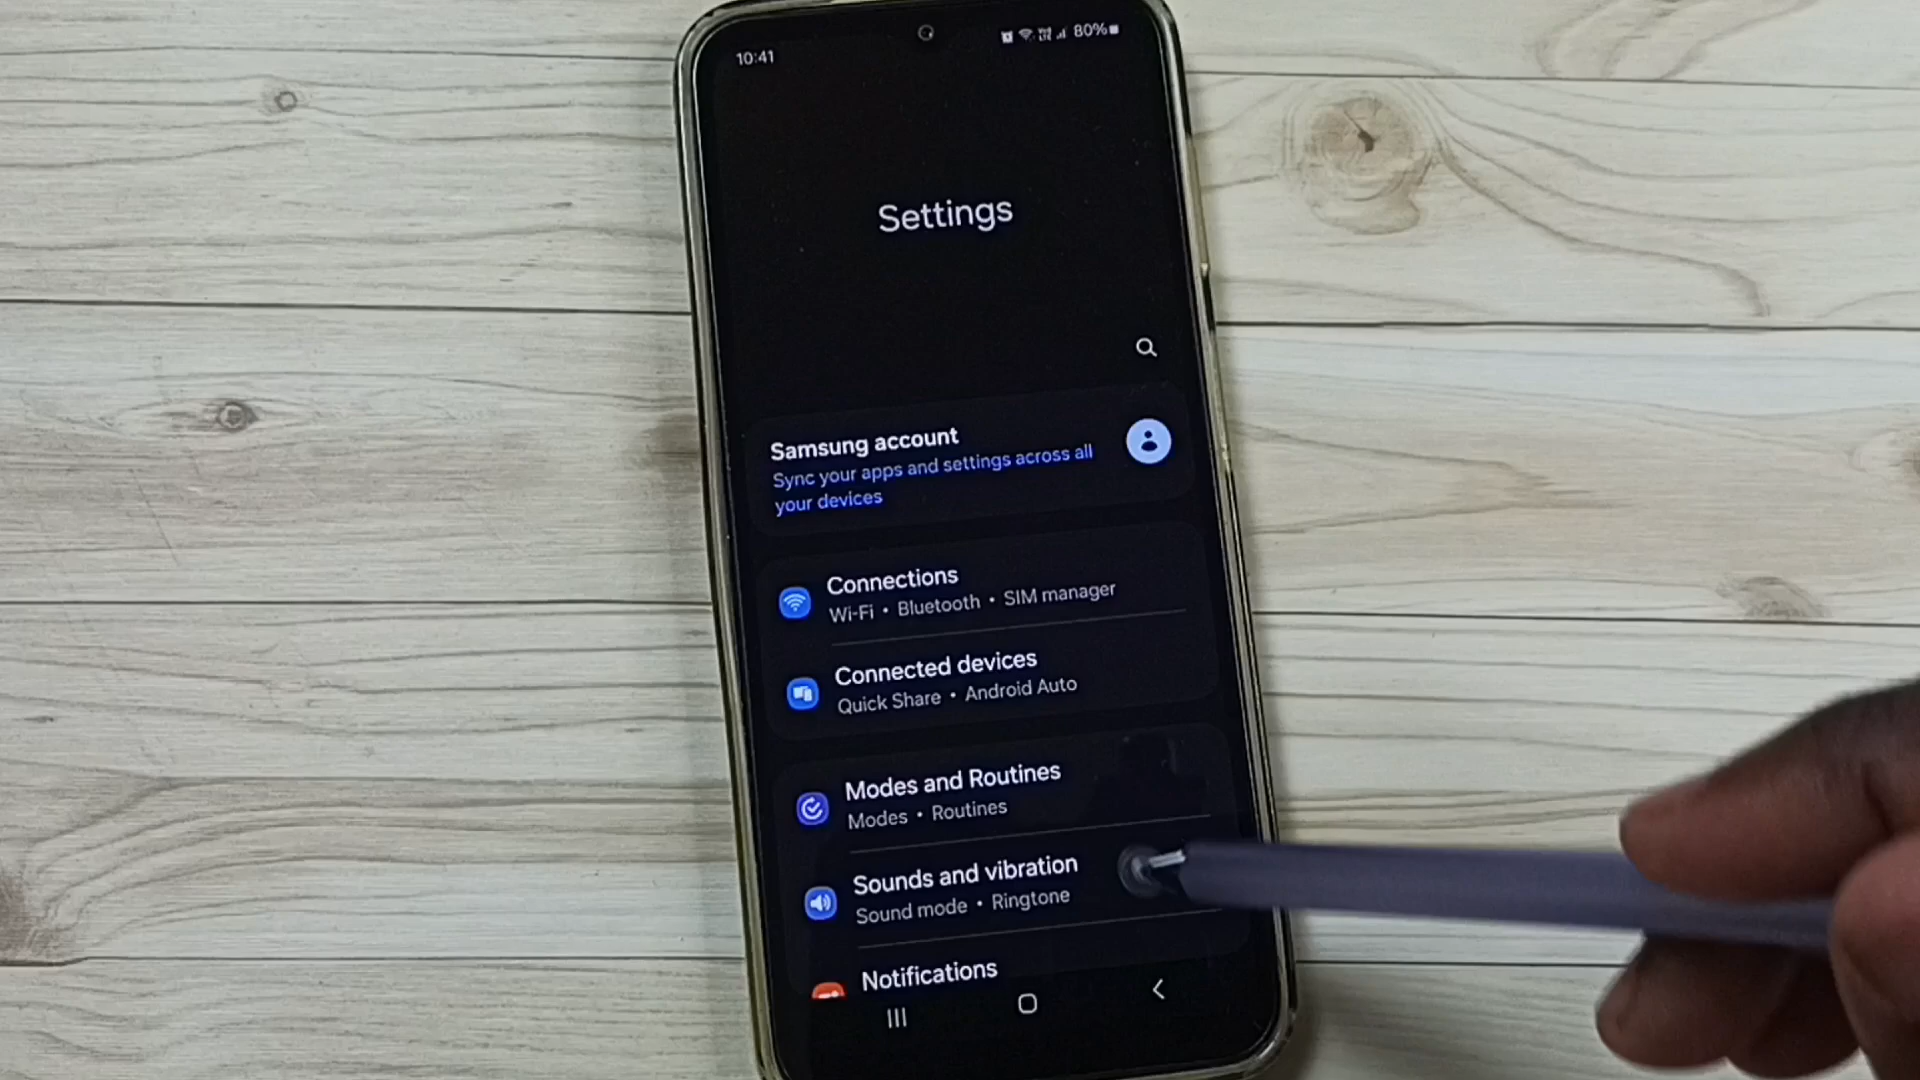 10:41
80%
Settings
Samsung account
Sync your apps and settings across all
your devices
Connections
Wi-Fi • Bluetooth • SIM manager
Connected devices
Quick Share • Android Auto
Modes and Routines
Modes • Routines
Sounds and vibration
Sound mode • Ringtone
Notifications